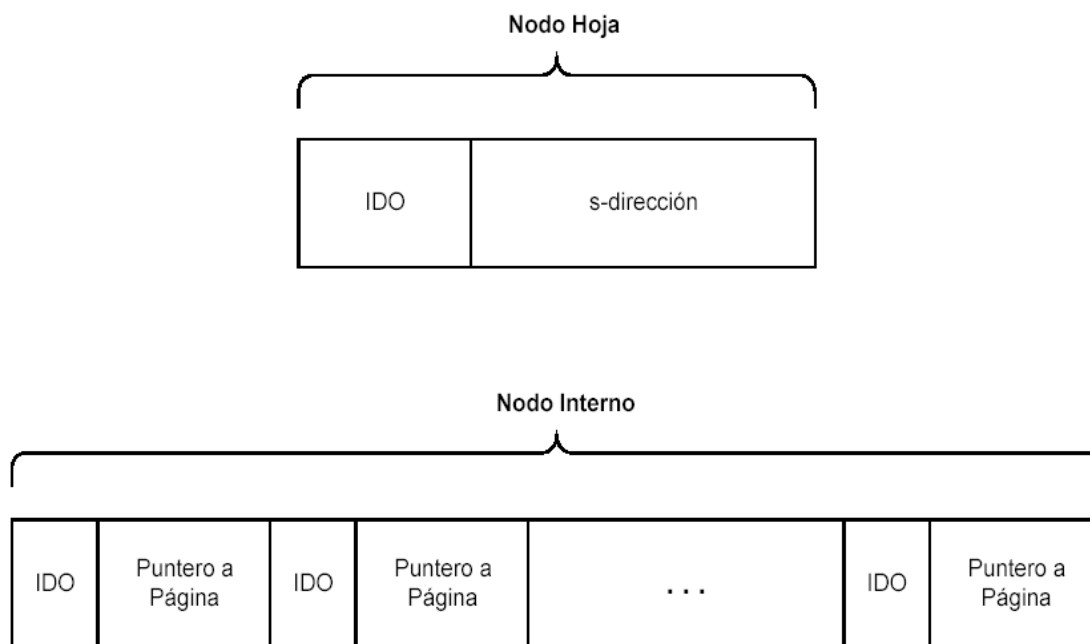 Nodo Hoja
IDO
s-dirección
Nodo Interno
IDO
Puntero a
Página
IDO
Puntero a
Página
. . .
IDO
Puntero a
Página